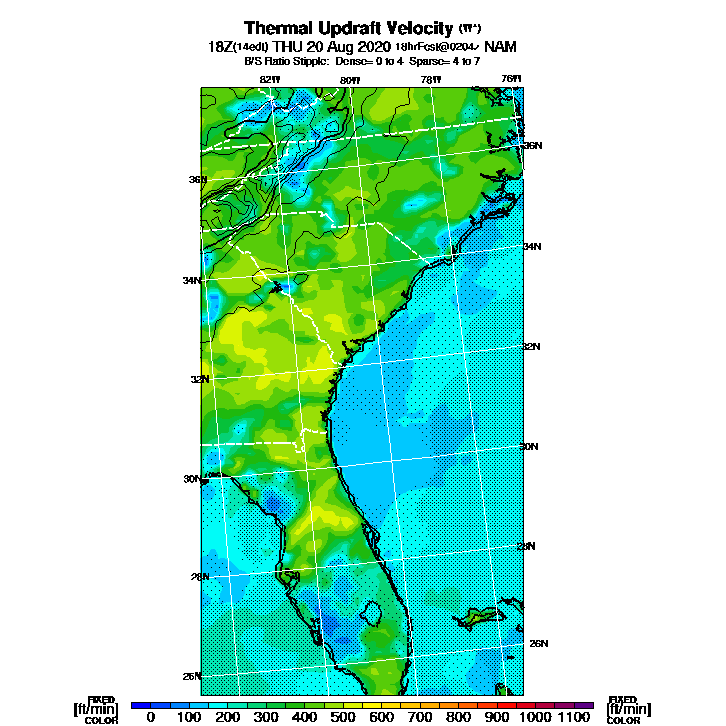 Thermal Updraft Velocity (W*)
18Z(14edt) THU 20 Aug 2020 18hrFcst@0204z NAM
B/S Ratio Stipple: Dense= 0 to 4 Sparse= 4 to 7
82W 80W 78W 76W
36N
36N
34N
34N
32N
32N
30N
30N
28N
28N
26N
26N
FIXED FIXED
[ft/min] 0 100 200 300 400 500 600 700 800 900 1000 1100 [ft/min]
COLOR COLOR